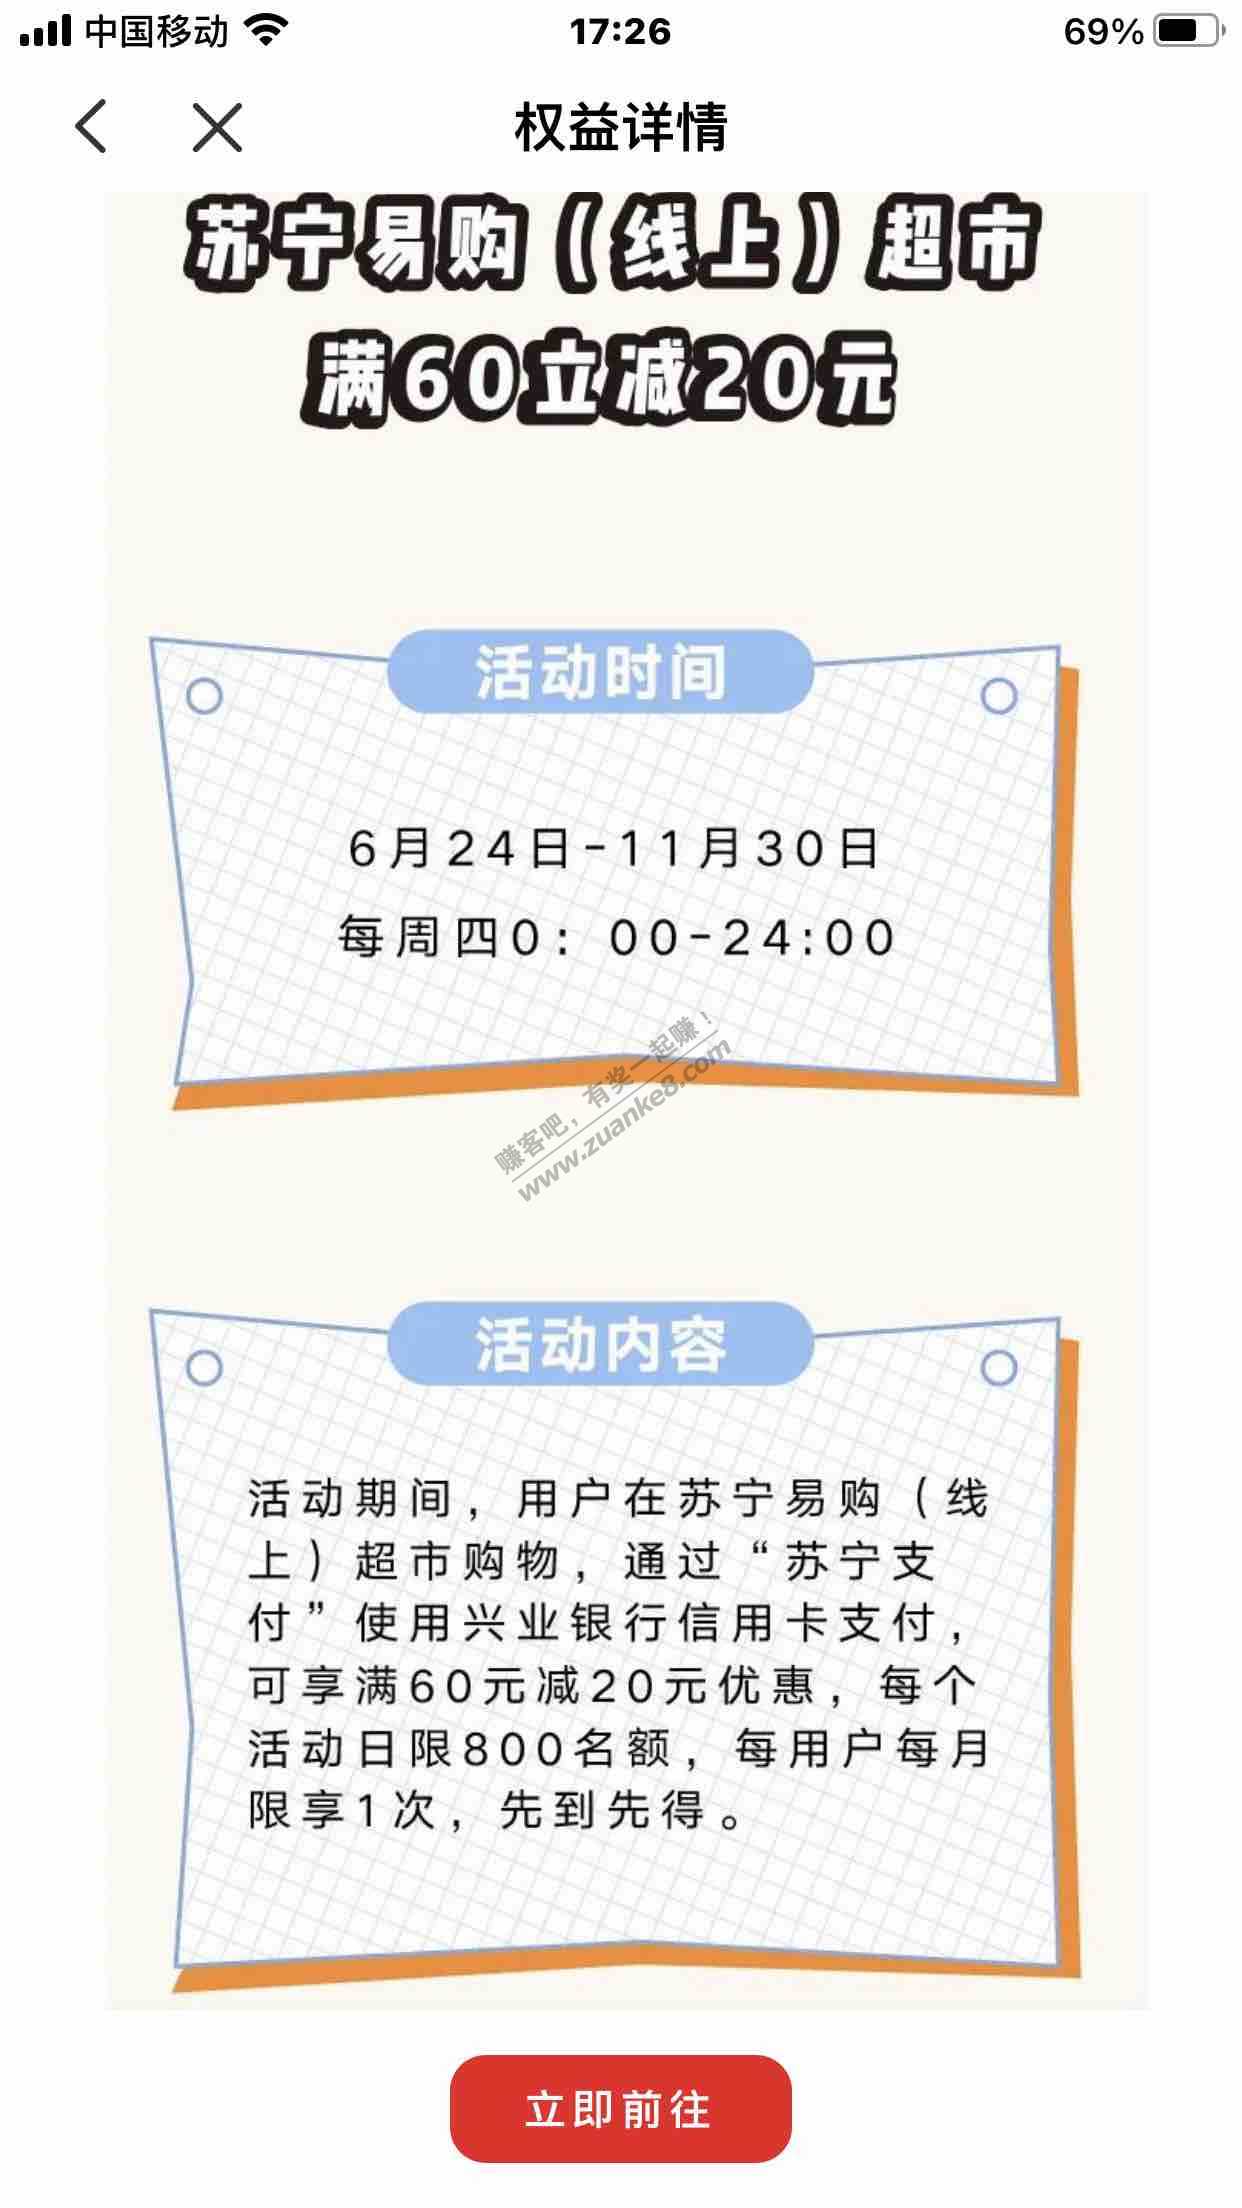 中国移动
17:26
69%
权益详情
苏宁易购（线上）超市
满60立减20元
活动时间
6月24日-11月30日
每周四0：00-24:00
赚客吧，有奖一起赚！
www.zuanke8.com
活动内容
活动期间，用户在苏宁易购（线
上）超市购物，通过“苏宁支
付”使用兴业银行信用卡支付，
可享满60元减20元优惠，每个
活动日限800名额，每用户每月
限享1次，先到先得。
立即前往